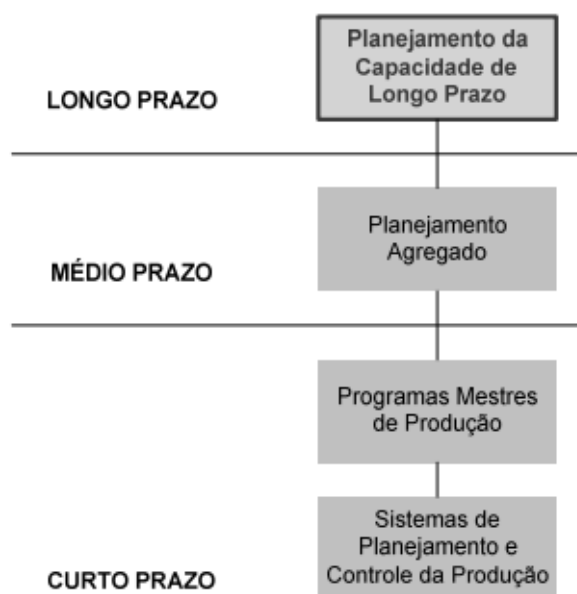 Planejamento da
Capacidade de
Longo Prazo
LONGO PRAZO
Planejamento
Agregado
MÉDIO PRAZO
Programas Mestres
de Produção
Sistemas de
Planejamento e
Controle da Produção
CURTO PRAZO